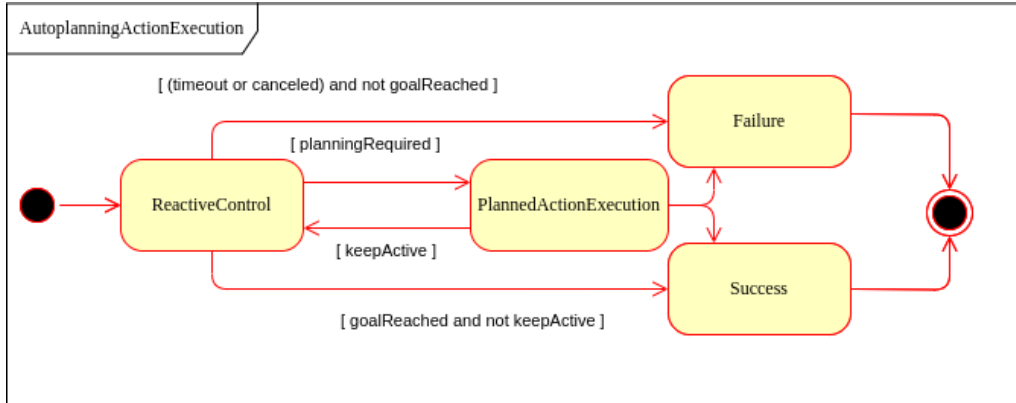 AutoplanningActionExecution
[ (timeout or canceled) and not goalReached ]
Failure
[ planningRequired ]
ReactiveControl
PlannedActionExecution
[ keepActive ]
Success
[ goalReached and not keepActive ]